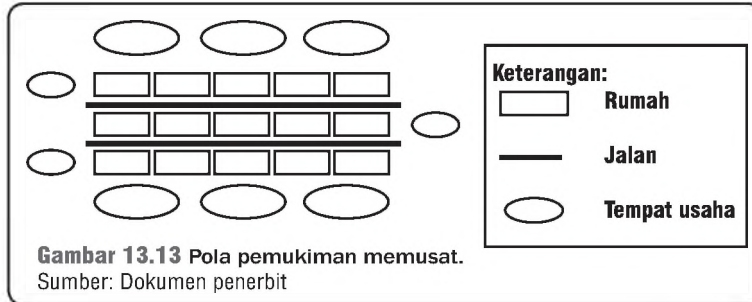 Keterangan:
Rumah
Jalan
Tempat usaha
Gambar 13.13 Pola pemukiman memusat.
Sumber: Dokumen penerbit